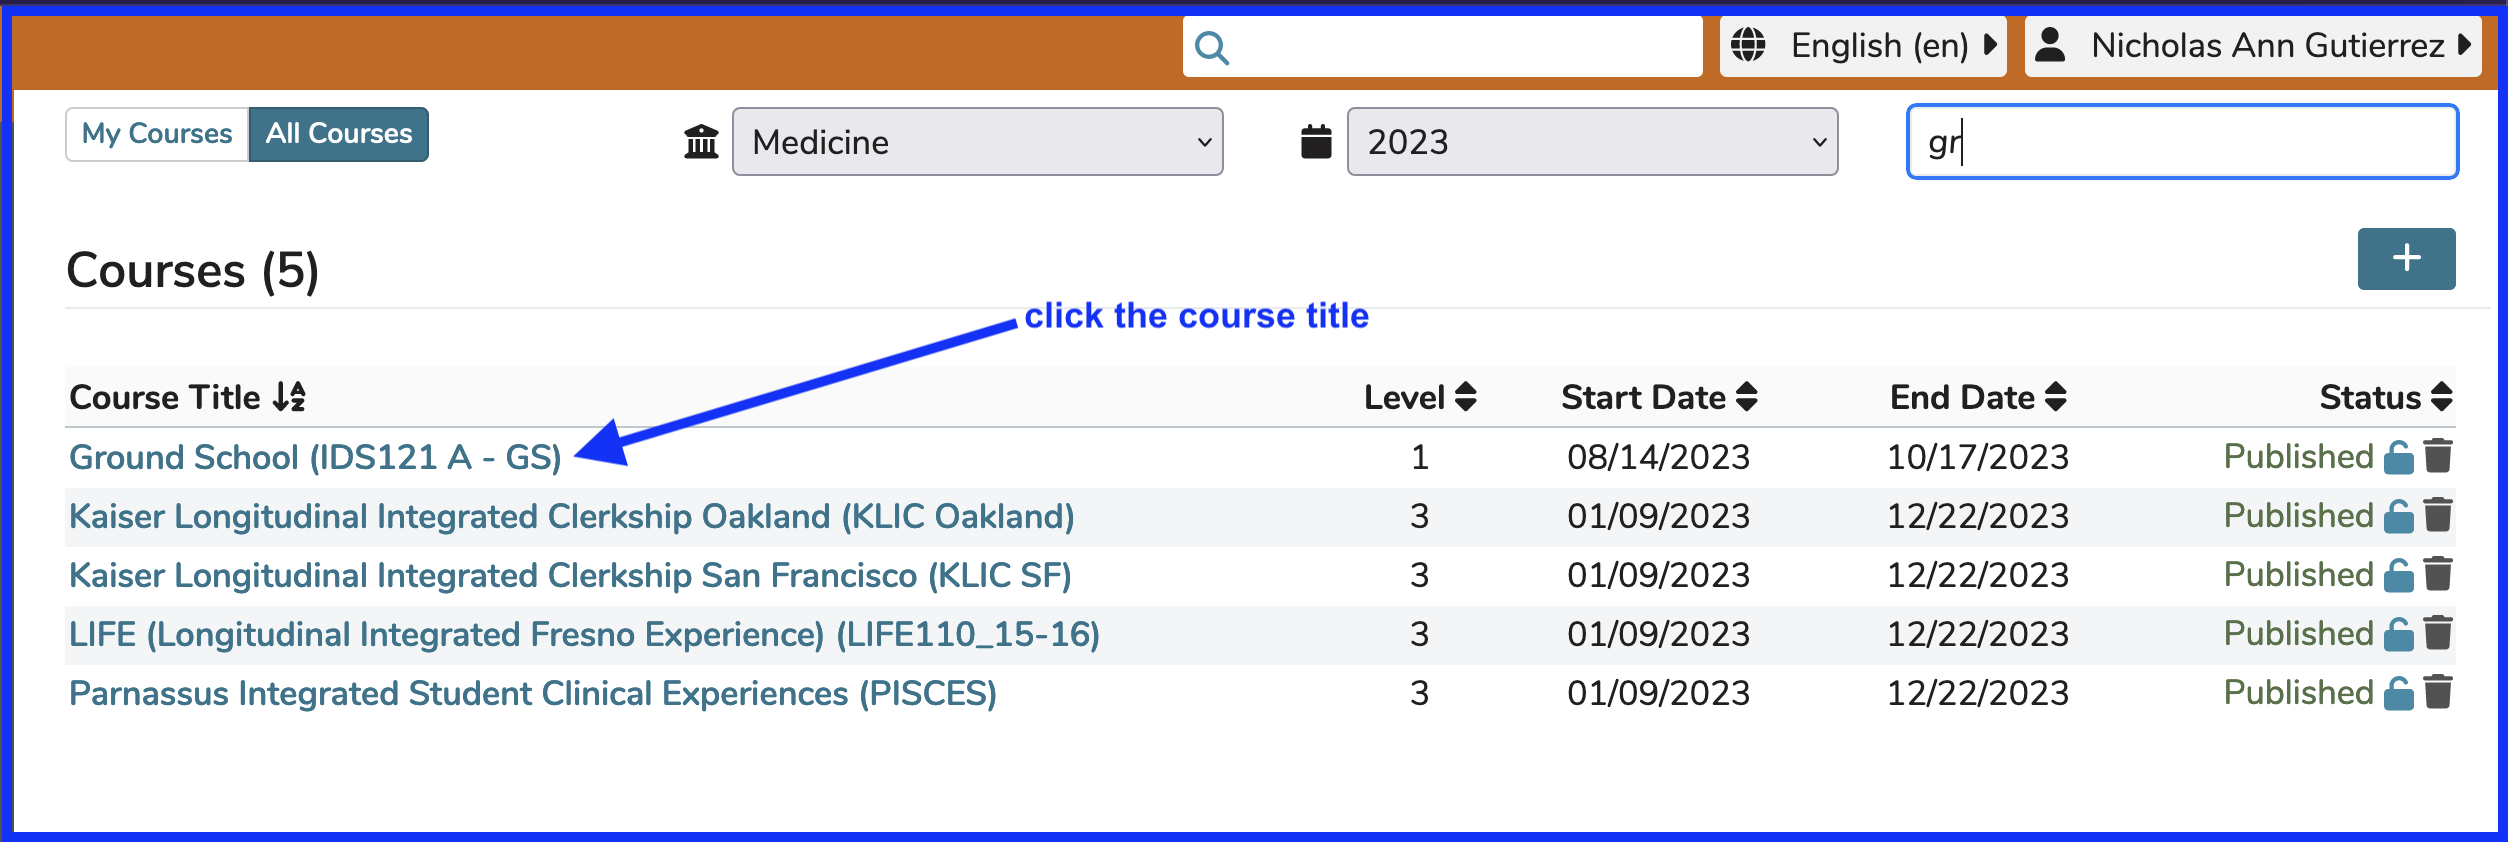 English (en) Nicholas Ann Gutierrez
My Courses All Courses Medicine 2023 gr
Courses (5)
+
click the course title
Course Title Level Start Date End Date Status
Ground School (IDS121 A - GS) 1 08/14/2023 10/17/2023 Published
Kaiser Longitudinal Integrated Clerkship Oakland (KLIC Oakland) 3 01/09/2023 12/22/2023 Published
Kaiser Longitudinal Integrated Clerkship San Francisco (KLIC SF) 3 01/09/2023 12/22/2023 Published
LIFE (Longitudinal Integrated Fresno Experience) (LIFE110_15-16) 3 01/09/2023 12/22/2023 Published
Parnassus Integrated Student Clinical Experiences (PISCES) 3 01/09/2023 12/22/2023 Published